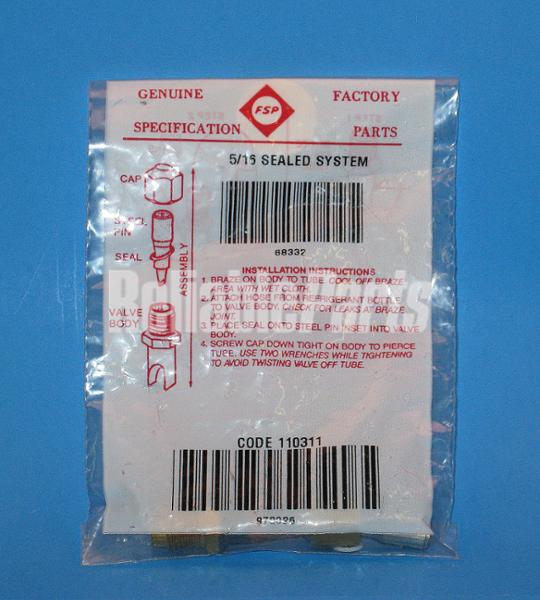 GENUINE FSP FACTORY
SPECIFICATION PARTS
5/16 SEALED SYSTEM
68332
CAP
STEEL
PIN
SEAL
VALVE
BODY
ASSEMBLY
INSTALLATION INSTRUCTIONS
1. BRAZE ON BODY TO TUBE. COOL OFF BRAZE
AREA WITH WET CLOTH.
2. ATTACH HOSE FROM REFRIGERANT BOTTLE
TO VALVE BODY. CHECK FOR LEAKS AT BRAZE
JOINT.
3. PLACE SEAL ONTO STEEL PIN INSET INTO VALVE
BODY.
4. SCREW CAP DOWN TIGHT ON BODY TO PIERCE
TUBE. USE TWO WRENCHES WHILE TIGHTENING
TO AVOID TWISTING VALVE OFF TUBE.
CODE 110311